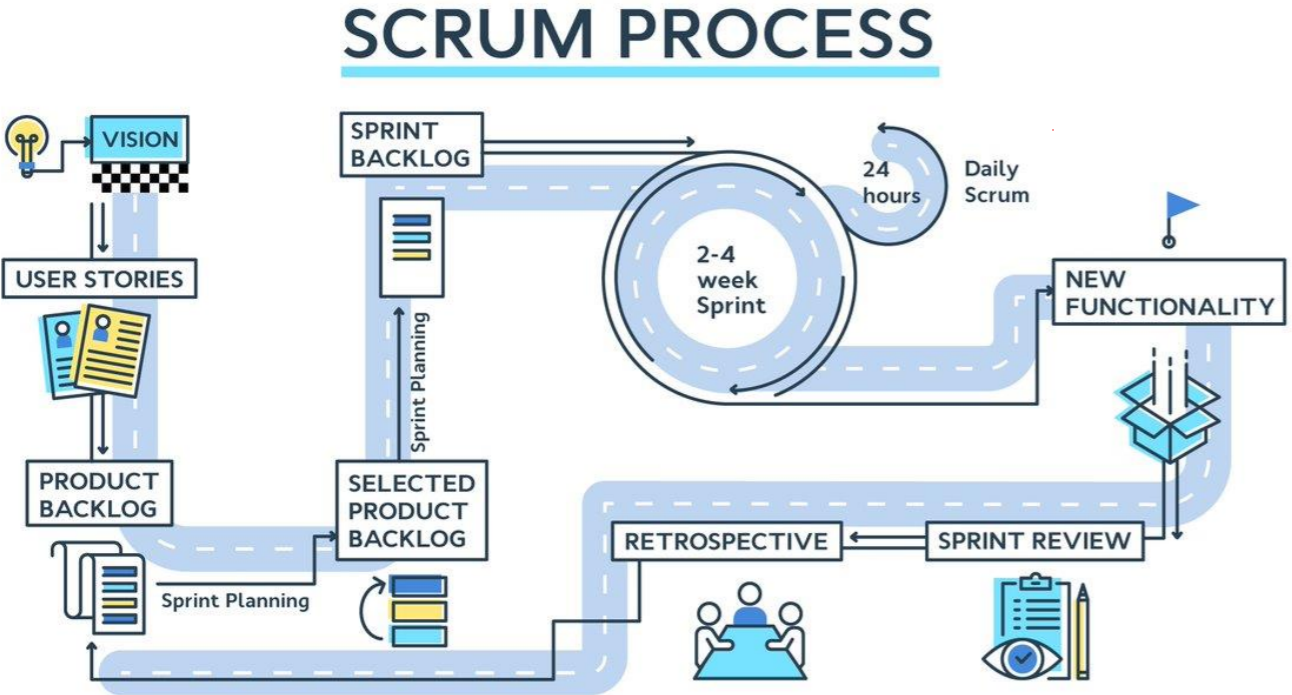 SCRUM PROCESS
VISION
USER STORIES
PRODUCT
BACKLOG
Sprint Planning
SELECTED
PRODUCT
BACKLOG
Sprint Planning
SPRINT
BACKLOG
2-4
week
Sprint
24
hours
Daily
Scrum
NEW
FUNCTIONALITY
SPRINT REVIEW
RETROSPECTIVE